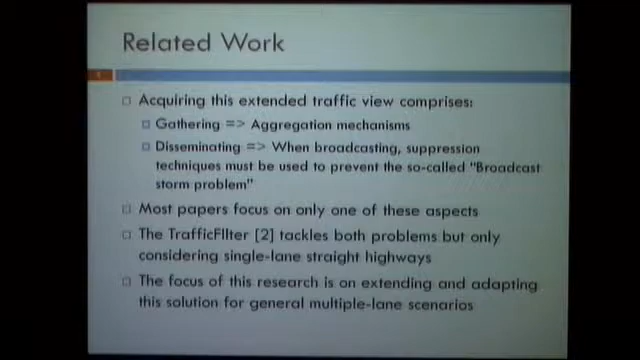 Related Work
Acquiring this extended traffic view comprises:
Gathering => Aggregation mechanisms
Disseminating => When broadcasting, suppression
techniques must be used to prevent the so-called "Broadcast
storm problem"
Most papers focus on only one of these aspects
The TrafficFilter [2] tackles both problems but only
considering single-lane straight highways
The focus of this research is on extending and adapting
this solution for general multiple-lane scenarios